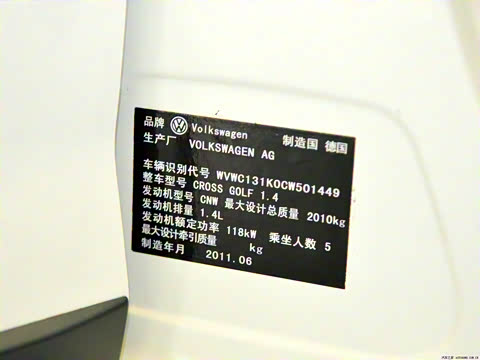 品牌 Volkswagen 制造国 德国
生产厂 VOLKSWAGEN AG
车辆识别代号 WVWC131K0CW501449
整车型号 CROSS GOLF 1.4
发动机型号 CNW 最大设计总质量 2010kg
发动机排量 1.4L
发动机额定功率 118kW 乘坐人数 5
最大设计牵引质量 kg
制造年月 2011.06